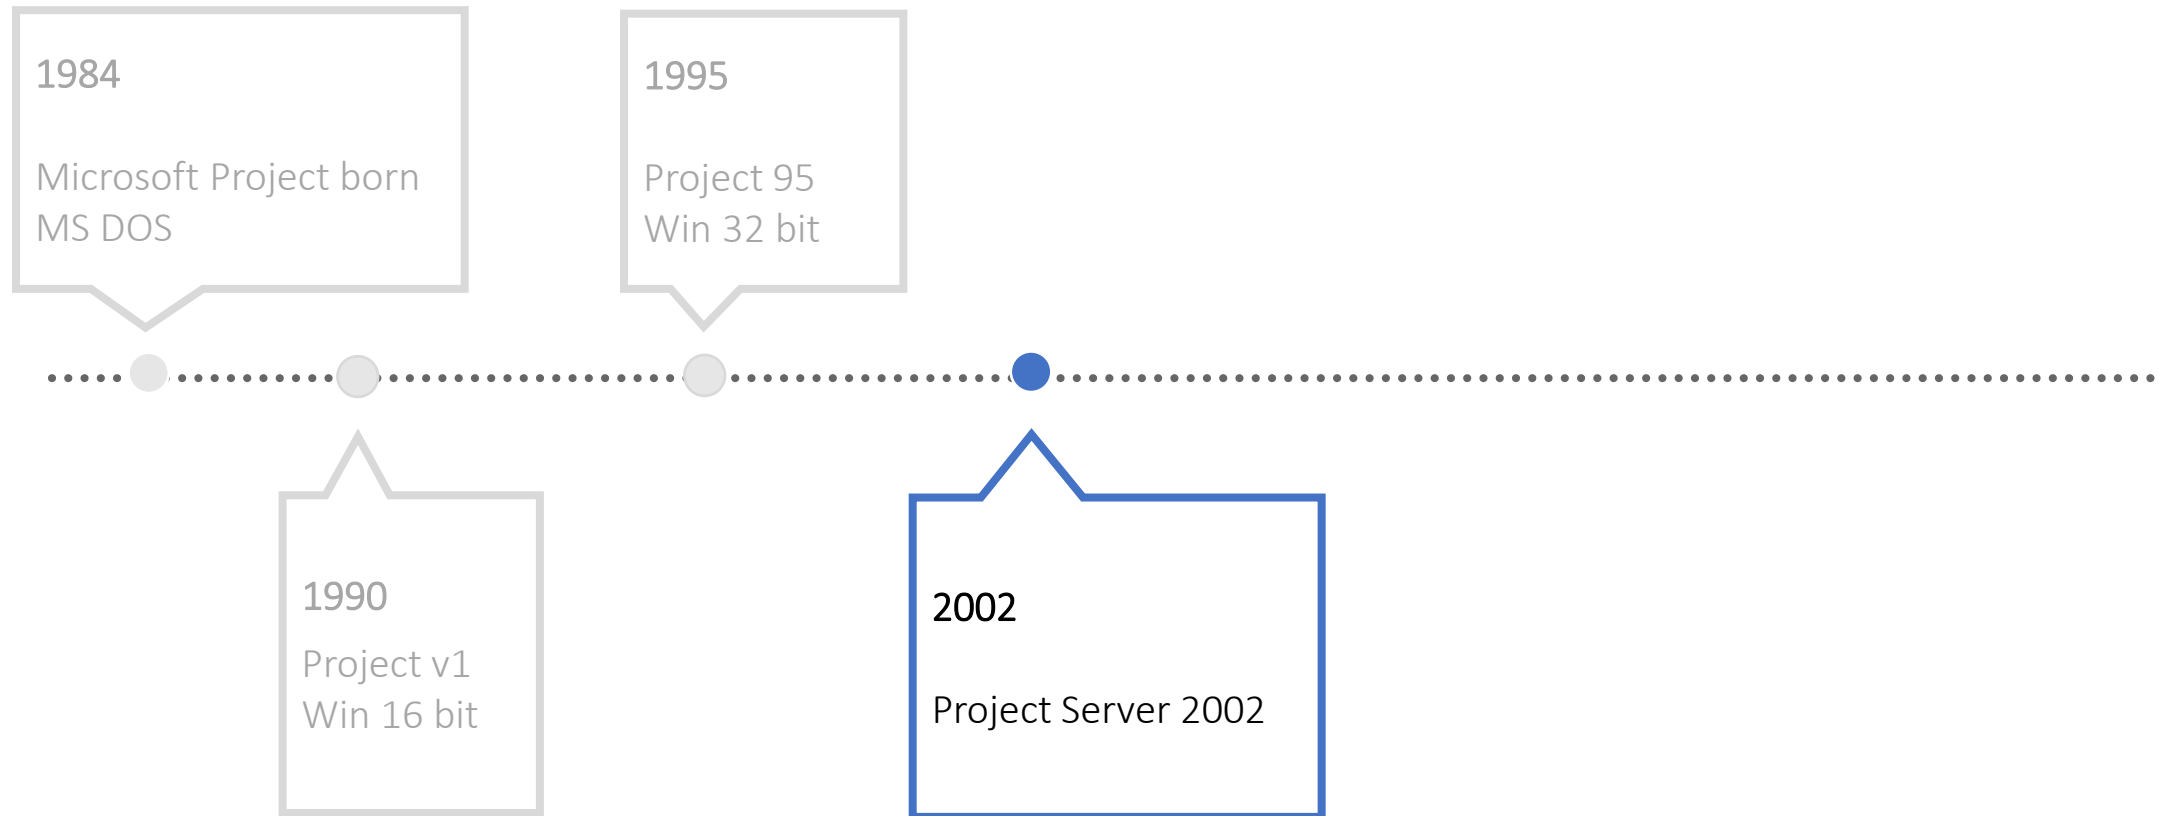 1984
Microsoft Project born
MS DOS
1990
Project v1
Win 16 bit
1995
Project 95
Win 32 bit
2002
Project Server 2002